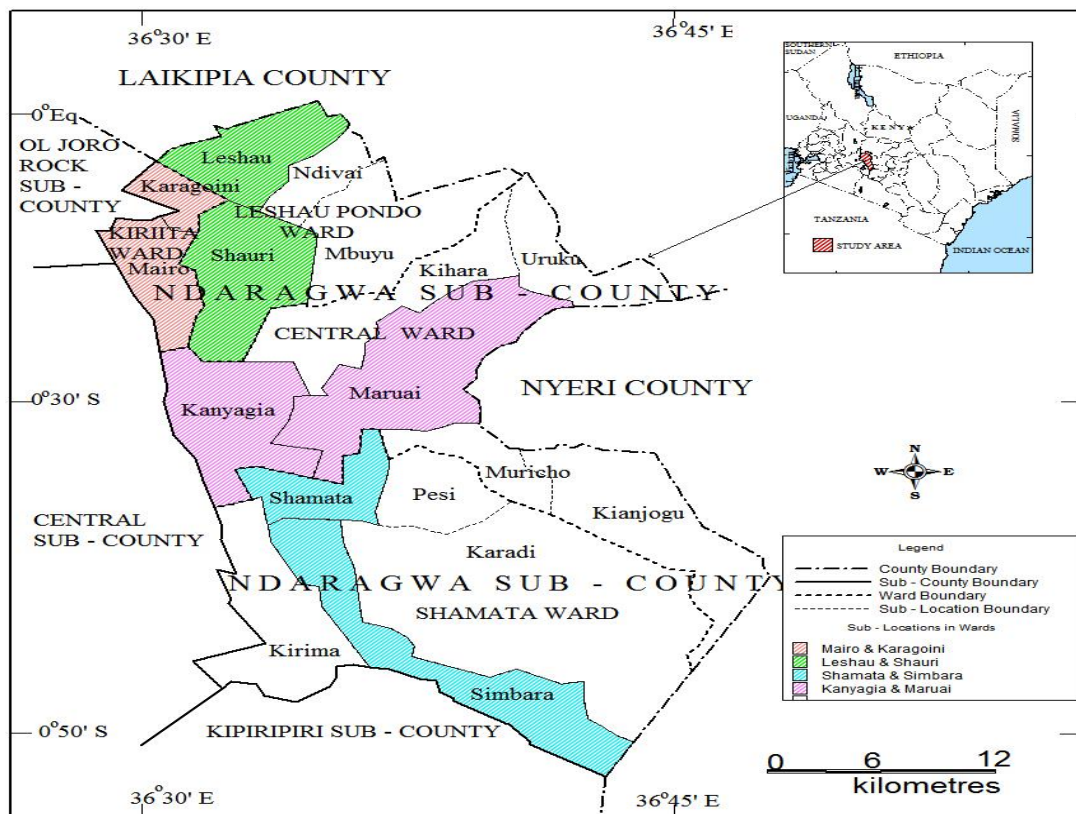 36°30' E
36°45' E
LAIKIPIA COUNTY
0°Eq
OL JORO
ROCK
SUB -
COUNTY
Leshau
Ndivai
Karagoini
LESHAU PONDO
WARD
KIRIITA
WARD
Mairo
Shauri
Mbuyu
Kihara
Uruku
NDARAGWA SUB - COUNTY
CENTRAL WARD
NYERI COUNTY
0°30' S
Kanyagia
Maruai
Muricho
Shamata
Pesi
Kianjogu
CENTRAL
SUB - COUNTY
Karadi
NDARAGWA SUB - COUNTY
SHAMATA WARD
Kirima
Simbara
0°50' S
KIPIRIPIRI SUB - COUNTY
36°30' E
36°45' E
SOUTHERN
SUDAN
ETHIOPIA
UGANDA
KENYA
SOMALIA
TANZANIA
STUDY AREA
INDIAN OCEAN
N
W E
S
Legend
County Boundary
Sub - County Boundary
Ward Boundary
Sub - Location Boundary
Sub - Locations in Wards
Mairo & Karagoini
Leshau & Shauri
Shamata & Simbara
Kanyagia & Maruai
0 6 12
kilometres